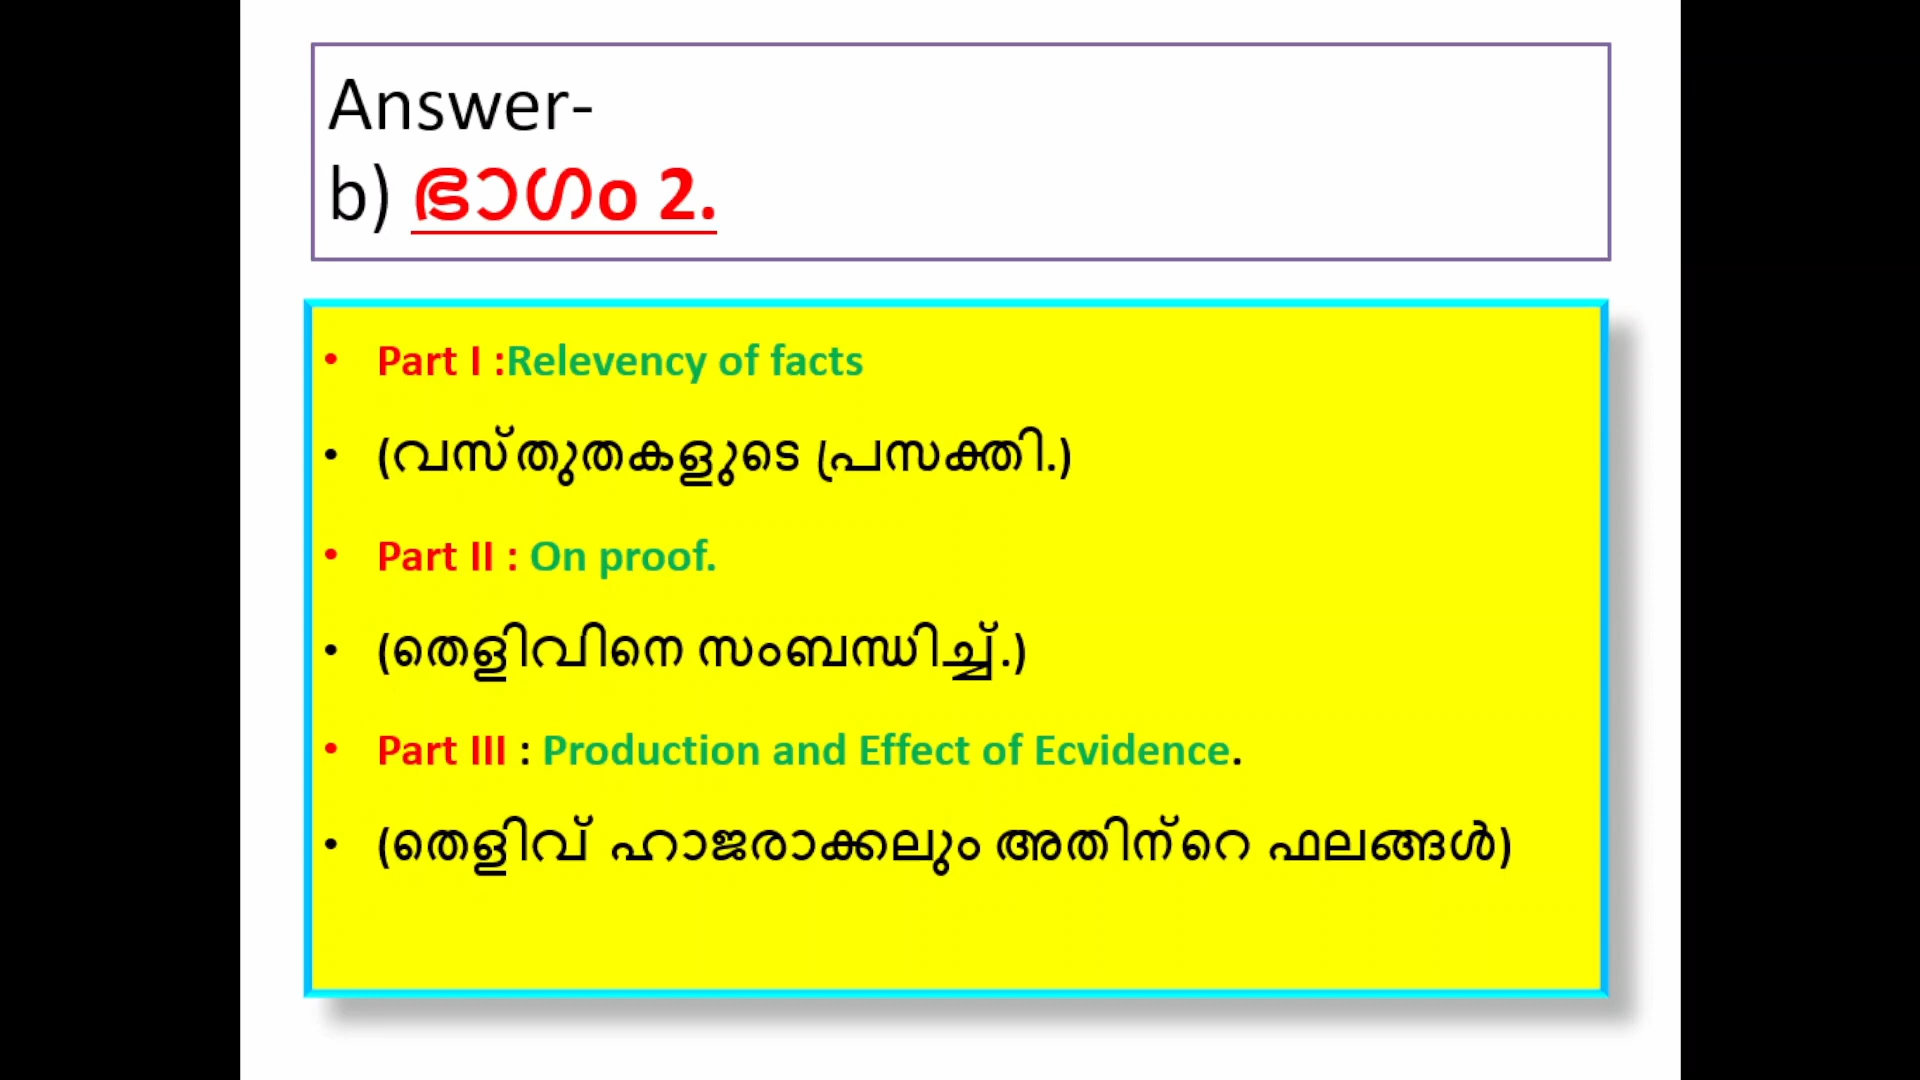 Answer-
b) ഭാഗം 2.
• Part I :Relevency of facts
• (വസ്തുതകളുടെ പ്രസക്തി.)
• Part II : On proof.
• (തെളിവിനെ സംബന്ധിച്ച്.)
• Part III : Production and Effect of Ecvidence.
• (തെളിവ് ഹാജരാക്കലും അതിന്റെ ഫലങ്ങൾ)